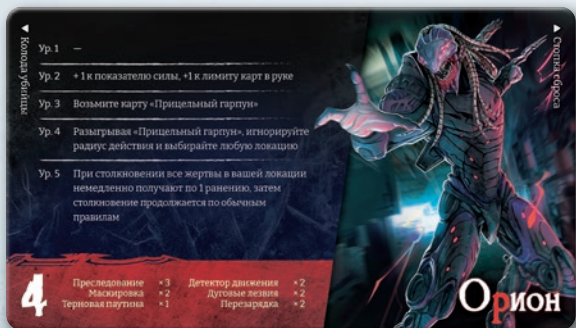 ◀ Колода убийцы
Ур. 1 —
Ур. 2 + 1 к показателю силы, +1 к лимиту карт в руке
Ур. 3 Возьмите карту «Прицельный гарпун»
Ур. 4 Разыгрывая «Прицельный гарпун», игнорируйте
радиус действия и выбирайте любую локацию
Ур. 5 При столкновении все жертвы в вашей локации
немедленно получают по 1 ранению, затем
столкновение продолжается по обычным
правилам
▶ Стопка сброса
4
Преследование ×3 Детектор движения ×2
Маскировка ×2 Дуговые лезвия ×2
Терновая паутина ×1 Перезарядка ×2
Орион